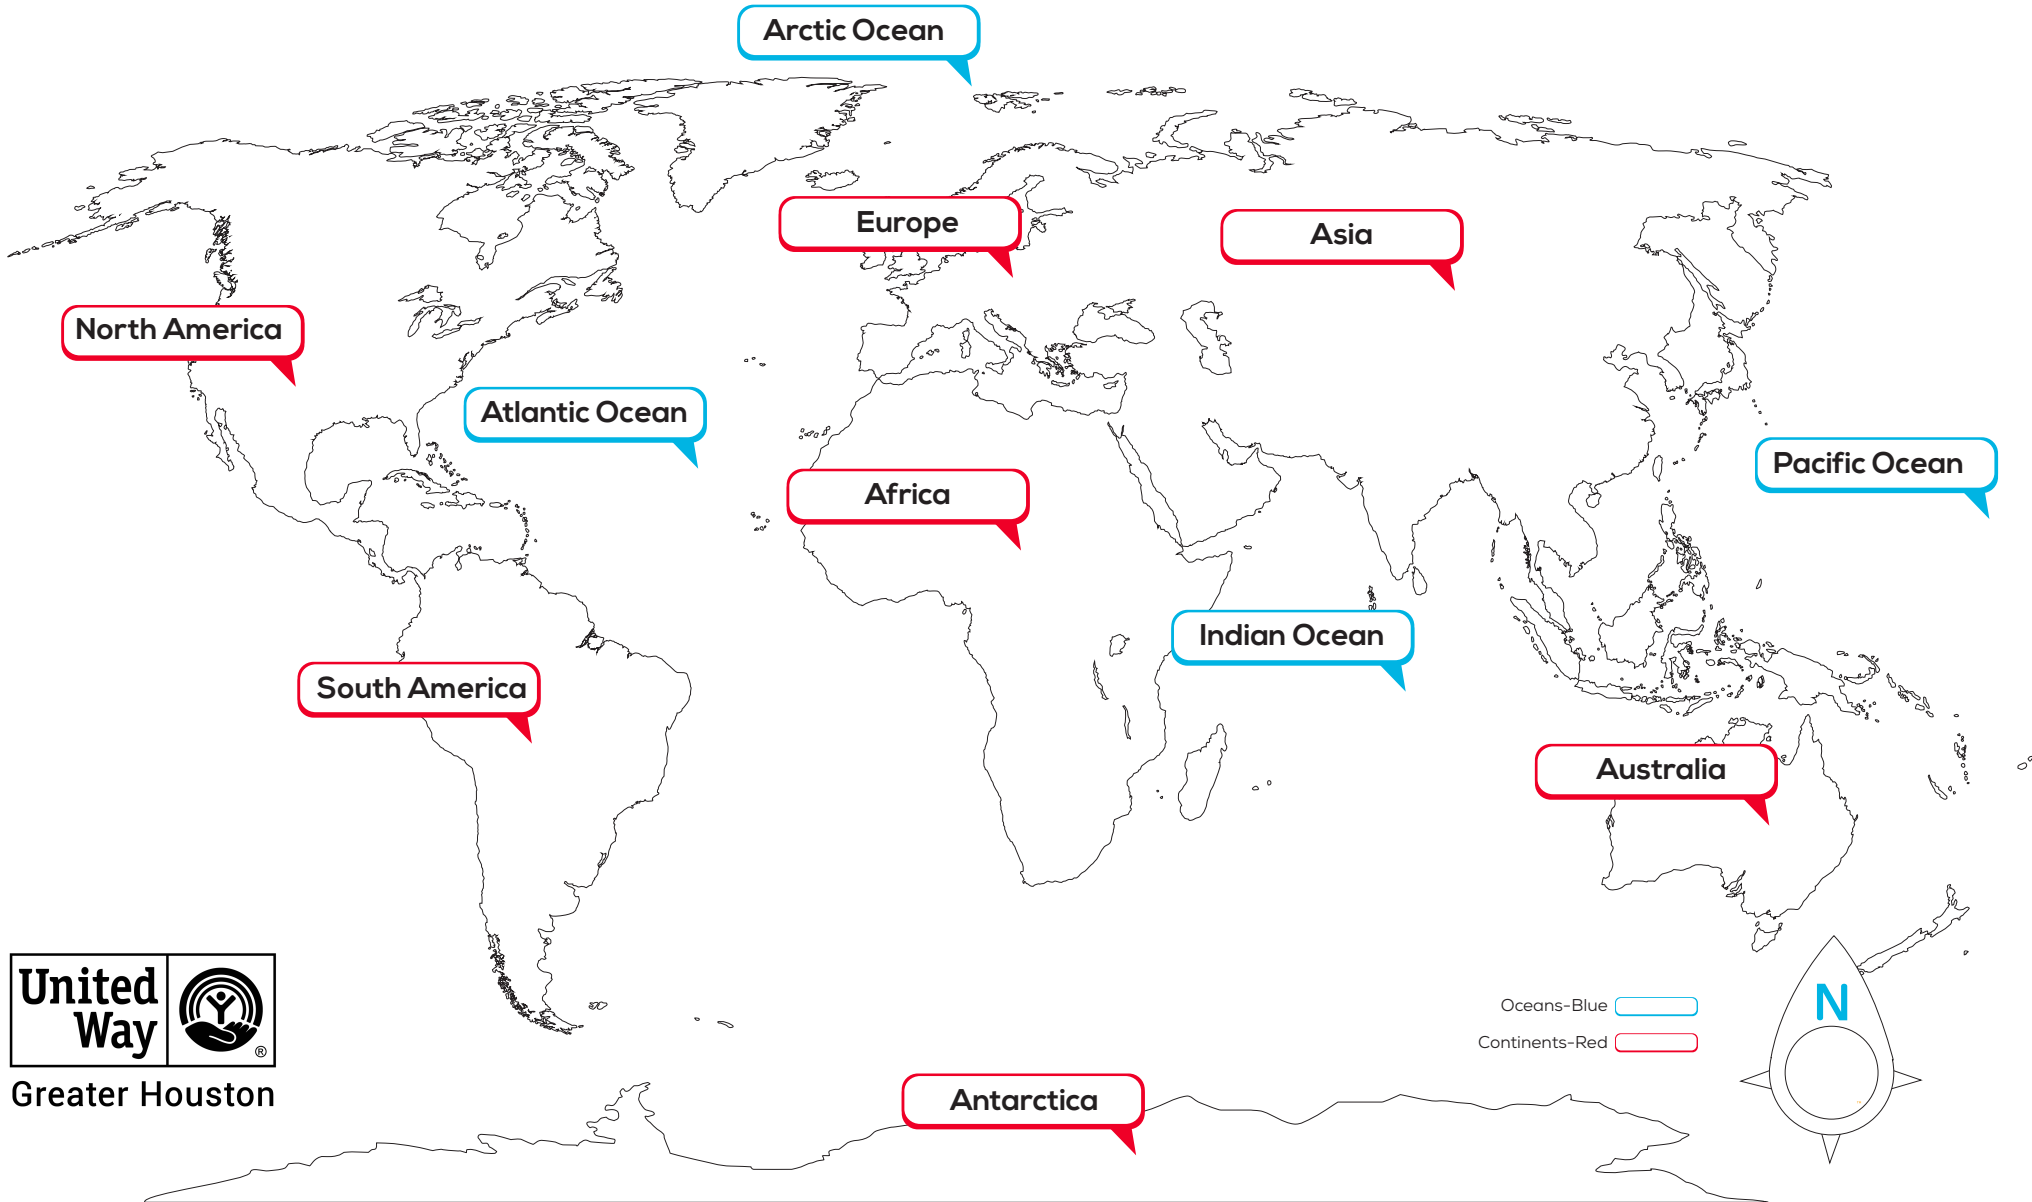 Arctic Ocean
Europe
Asia
North America
Atlantic Ocean
Pacific Ocean
Africa
Indian Ocean
South America
Australia
United
Way
®
Greater Houston
Oceans-Blue
Continents-Red
N
Antarctica